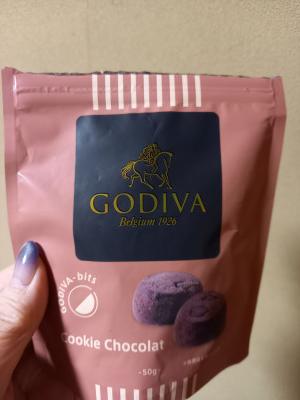 GODIVA
Belgium 1926
GODIVA-bits
Cookie Chocolat
50g